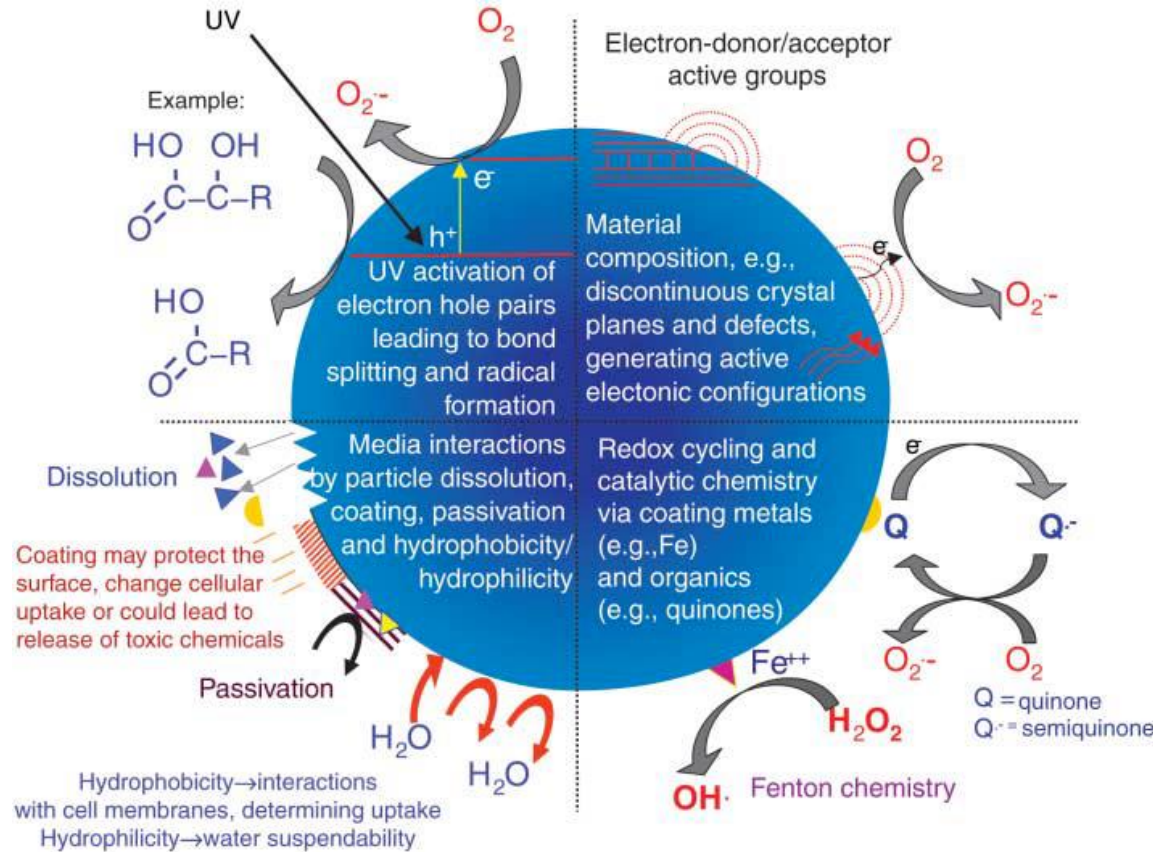 UV
O2
O2·-
Example:
HO OH
O C–C–R
HO
O C–R
e-
h+
UV activation of
electron hole pairs
leading to bond
splitting and radical
formation
Electron-donor/acceptor
active groups
Material
composition, e.g.,
discontinuous crystal
planes and defects,
generating active
electonic configurations
O2
e-
O2·-
Dissolution
Media interactions
by particle dissolution,
coating, passivation
and hydrophobicity/
hydrophilicity
Coating may protect the
surface, change cellular
uptake or could lead to
release of toxic chemicals
Passivation
H2O
H2O
Hydrophobicity→interactions
with cell membranes, determining uptake
Hydrophilicity→water suspendability
Redox cycling and
catalytic chemistry
via coating metals
(e.g.,Fe)
and organics
(e.g., quinones)
e-
Q Q·-
O2·- O2
Q = quinone
Q·- = semiquinone
Fe++
H2O2
OH·
Fenton chemistry